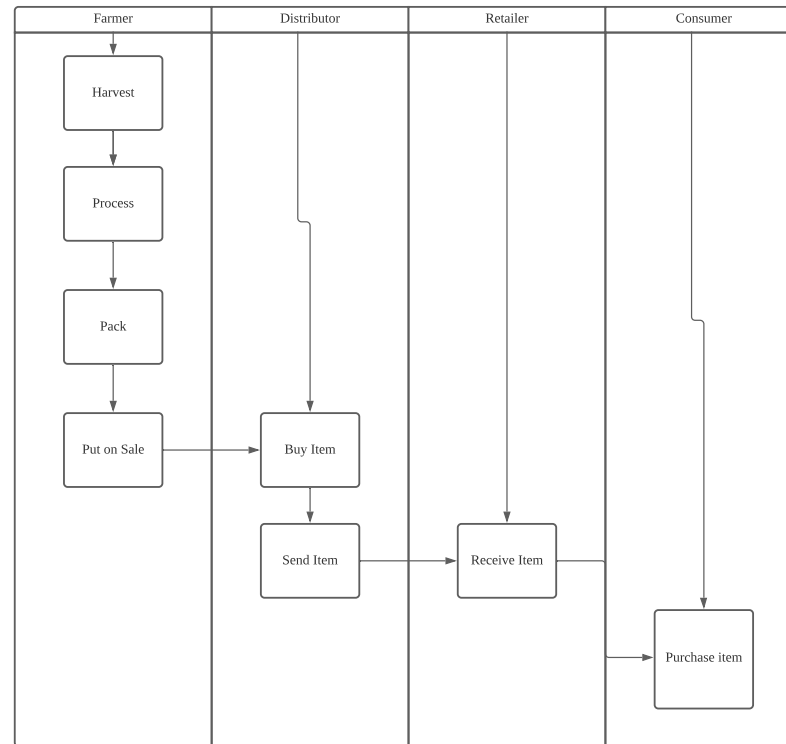 Farmer
Distributor
Retailer
Consumer
Harvest
Process
Pack
Put on Sale
Buy Item
Send Item
Receive Item
Purchase item